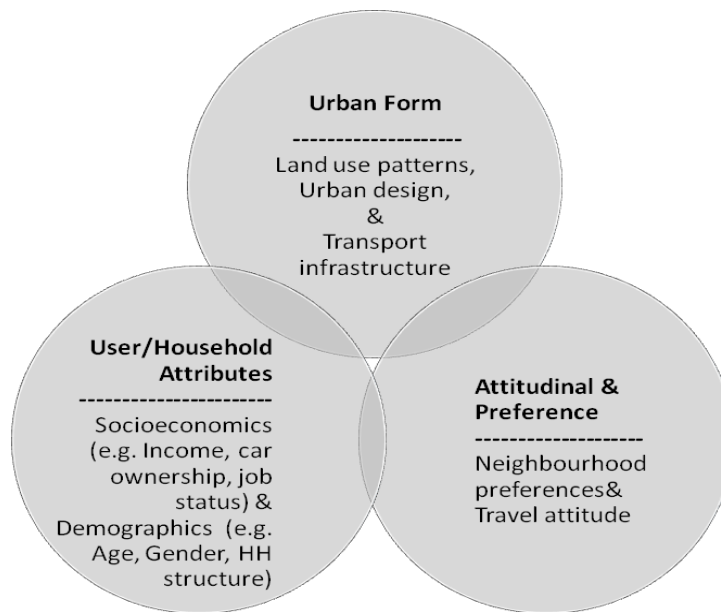 Urban Form
---------------------
Land use patterns,
Urban design,
&
Transport
infrastructure
User/Household
Attributes
------------------------
Socioeconomics
(e.g. Income, car
ownership, job
status) &
Demographics (e.g.
Age, Gender, HH
structure)
Attitudinal &
Preference
---------------------
Neighbourhood
preferences&
Travel attitude